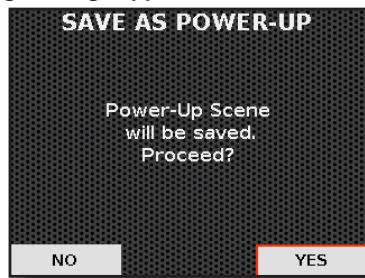 SAVE AS POWER-UP
Power-Up Scene
will be saved.
Proceed?
NO
YES